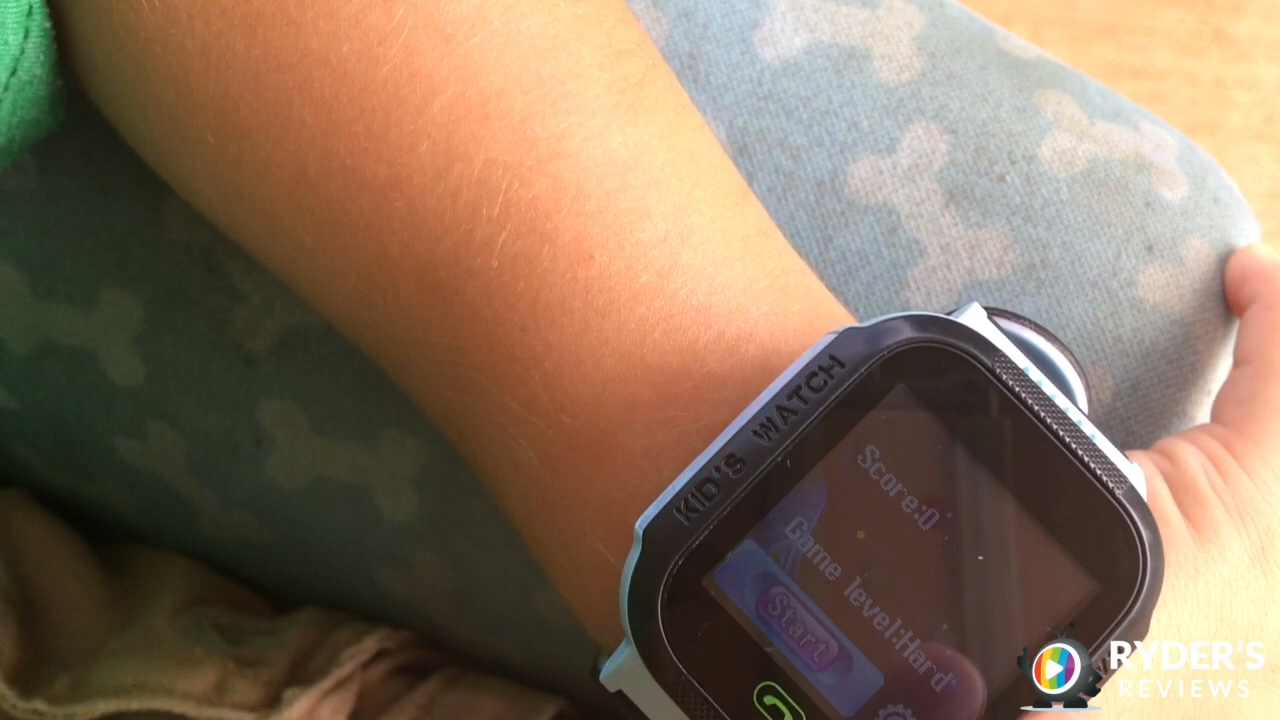 KID'S WATCH
Score:0
Game level:Hard
Start
RYDER'S
REVIEWS